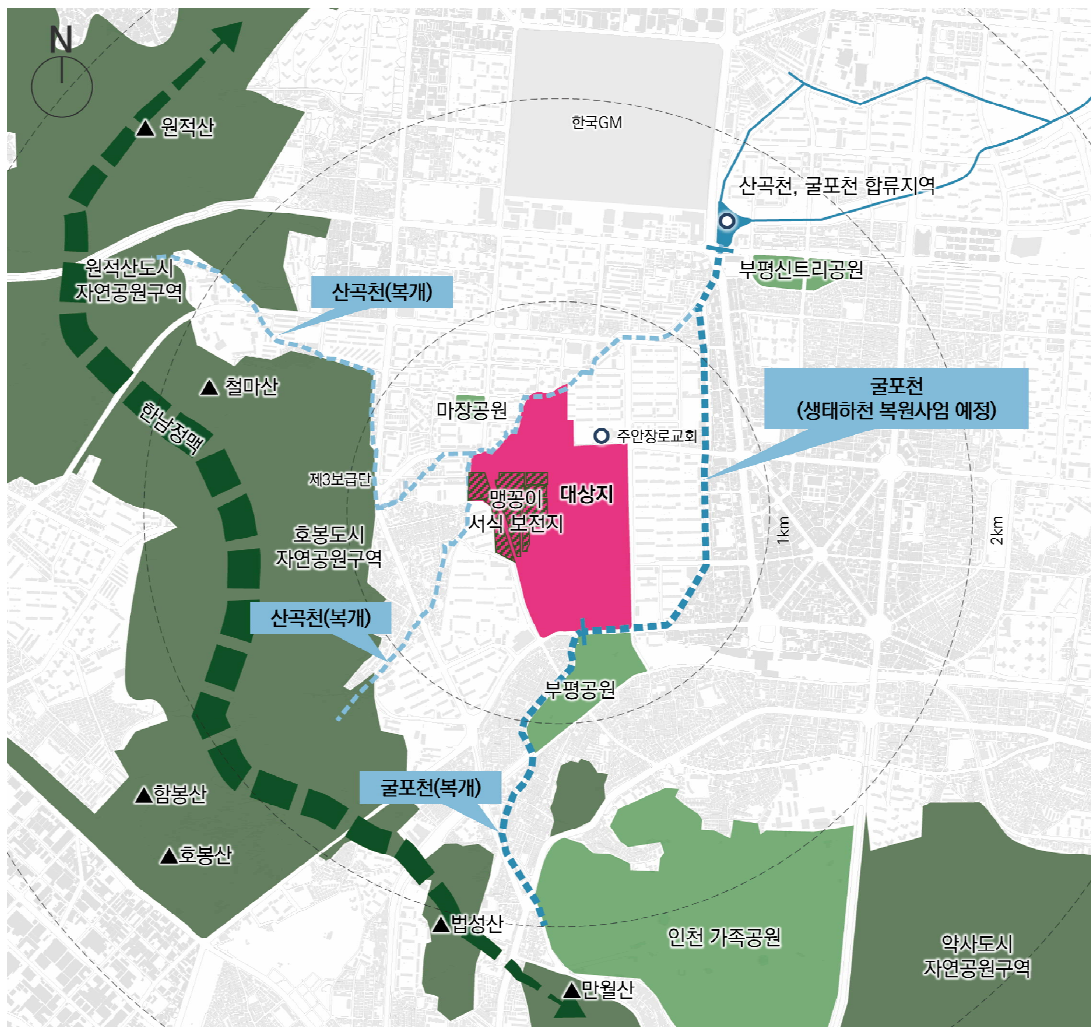 N
원적산
한국GM
산곡천, 굴포천 합류지역
원적산도시
자연공원구역
부평신트리공원
산곡천(복개)
철마산
한남정맥
마장공원
굴포천
(생태하천 복원사업 예정)
주안장로교회
제3보급단
맹꽁이
서식 보전지
대상지
1km
2km
호봉도시
자연공원구역
산곡천(복개)
부평공원
굴포천(복개)
함봉산
호봉산
법성산
인천 가족공원
약사도시
자연공원구역
만월산